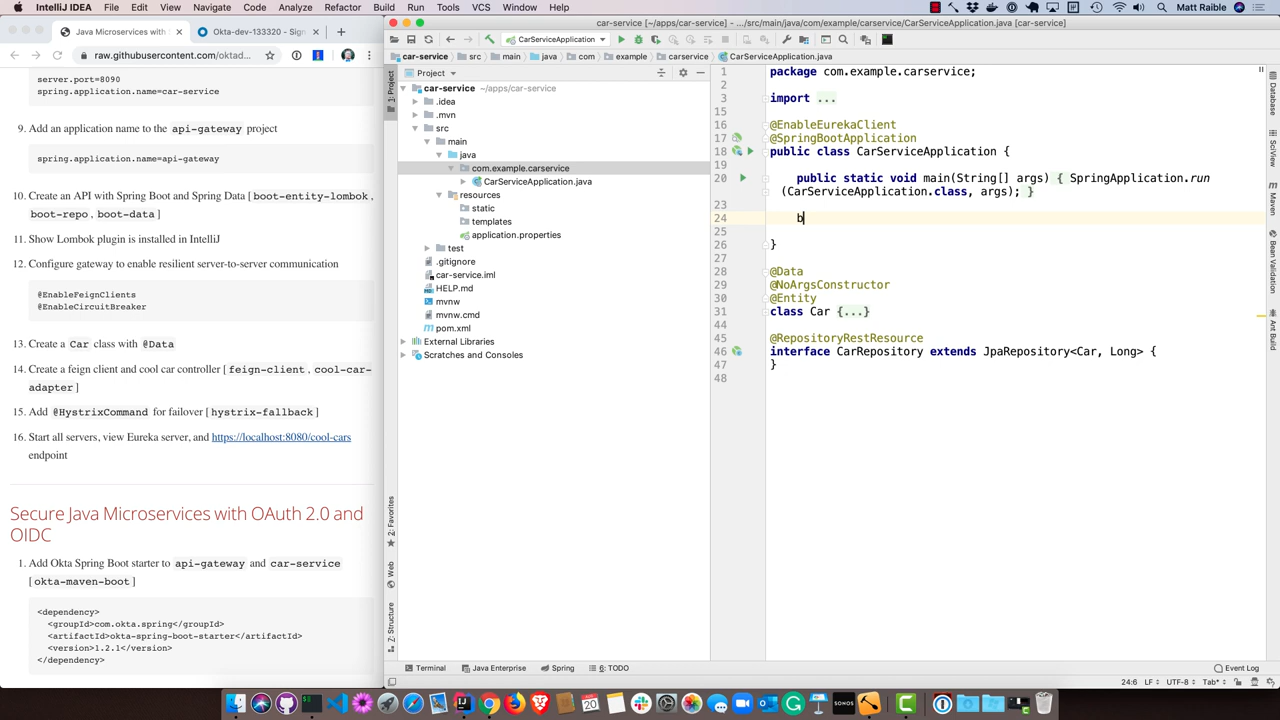 IntelliJ IDEA File Edit View Navigate Code Analyze Refactor Build Run Tools VCS Window Help Matt Raible
Java Microservices with Okta-dev-133320 - Sign
raw.githubusercontent.com/oktad...
server.port=8090
spring.application.name=car-service
9. Add an application name to the api-gateway project
spring.application.name=api-gateway
10. Create an API with Spring Boot and Spring Data [ boot-entity-lombok ,
boot-repo , boot-data ]
11. Show Lombok plugin is installed in IntelliJ
12. Configure gateway to enable resilient server-to-server communication
@EnableFeignClients
@EnableCircuitBreaker
13. Create a Car class with @Data
14. Create a feign client and cool car controller [ feign-client , cool-car-
adapter ]
15. Add @HystrixCommand for failover [ hystrix-fallback ]
16. Start all servers, view Eureka server, and https://localhost:8080/cool-cars
endpoint
Secure Java Microservices with OAuth 2.0 and
OIDC
1. Add Okta Spring Boot starter to api-gateway and car-service
[ okta-maven-boot ]
<dependency>
<groupId>com.okta.spring</groupId>
<artifactId>okta-spring-boot-starter</artifactId>
<version>1.2.1</version>
</dependency>
car-service [~/apps/car-service] - .../src/main/java/com/example/carservice/CarServiceApplication.java [car-service]
CarServiceApplication
car-service src main java com example carservice CarServiceApplication.java
Project
car-service ~/apps/car-service
.idea
.mvn
src
main
java
com.example.carservice
CarServiceApplication.java
resources
static
templates
application.properties
test
.gitignore
car-service.iml
HELP.md
mvnw
mvnw.cmd
pom.xml
External Libraries
Scratches and Consoles
1: Project
2: Favorites
Web
Z: Structure
1 package com.example.carservice;
2
3 import ...
15
16 @EnableEurekaClient
17 @SpringBootApplication
18 public class CarServiceApplication {
19
20 public static void main(String[] args) { SpringApplication.run
(CarServiceApplication.class, args); }
23
24 b
25
26 }
27
28 @Data
29 @NoArgsConstructor
30 @Entity
31 class Car {...}
44
45 @RepositoryRestResource
46 interface CarRepository extends JpaRepository<Car, Long> {
47 }
48
Database
SciView
Maven
Bean Validation
Ant Build
Terminal Java Enterprise Spring 6: TODO Event Log
24:6 LF UTF-8 Tab*
20
SONOS